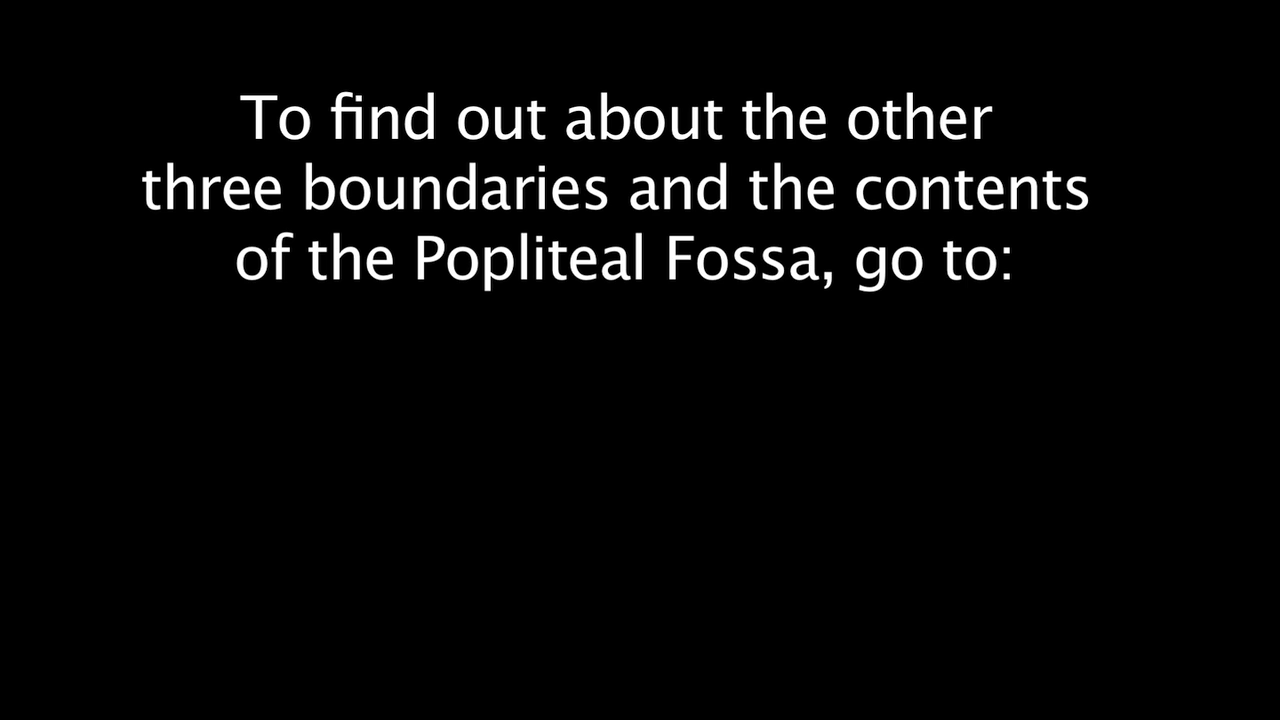 To find out about the other
three boundaries and the contents
of the Popliteal Fossa, go to: